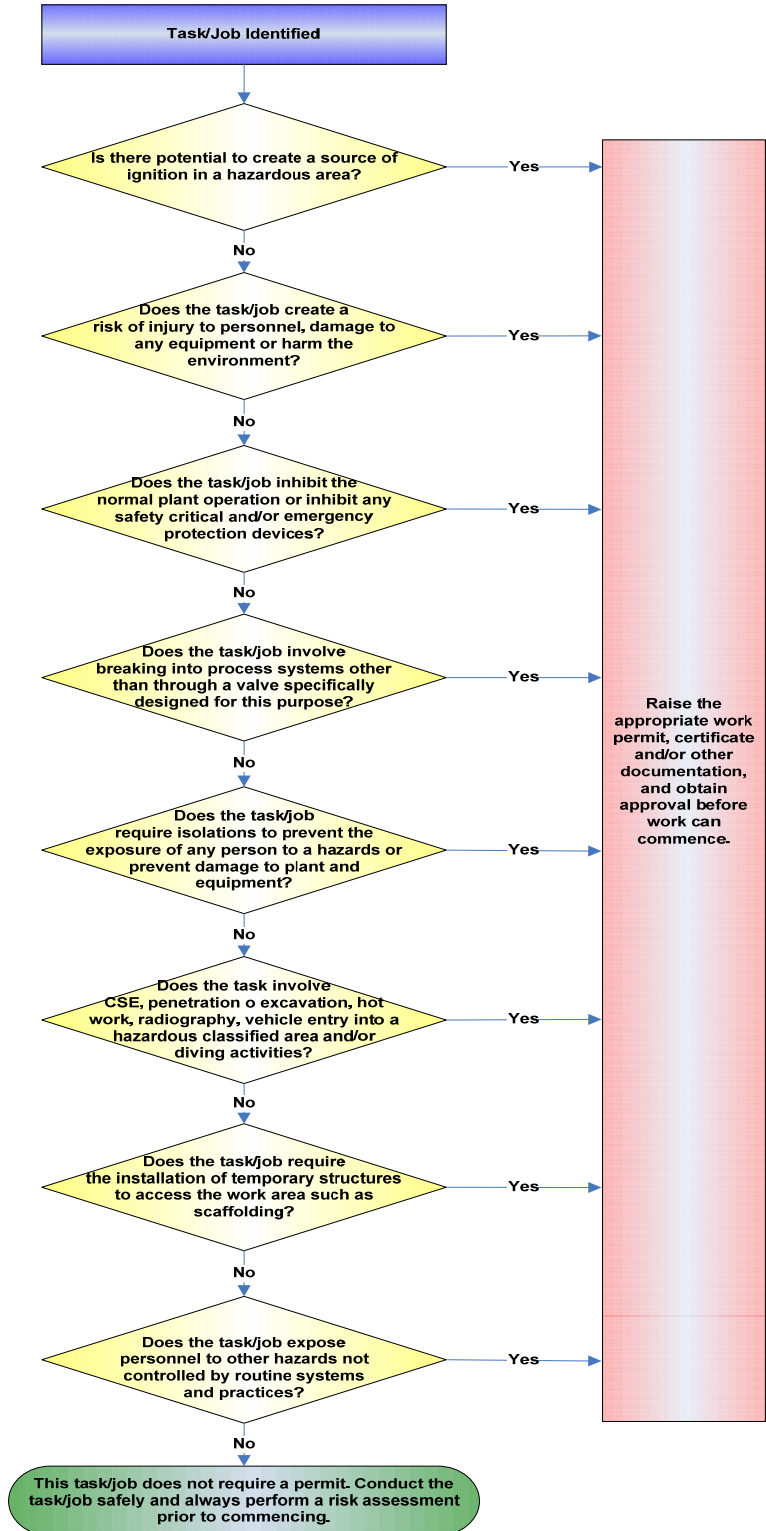 Task/Job Identified
Is there potential to create a source of
ignition in a hazardous area?
Yes
No
Does the task/job create a
risk of injury to personnel, damage to
any equipment or harm the
environment?
Yes
No
Does the task/job inhibit the
normal plant operation or inhibit any
safety critical and/or emergency
protection devices?
Yes
No
Does the task/job involve
breaking into process systems other
than through a valve specifically
designed for this purpose?
Yes
No
Does the task/job
require isolations to prevent the
exposure of any person to a hazards or
prevent damage to plant and
equipment?
Yes
No
Does the task involve
CSE, penetration o excavation, hot
work, radiography, vehicle entry into a
hazardous classified area and/or
diving activities?
Yes
No
Does the task/job require
the installation of temporary structures
to access the work area such as
scaffolding?
Yes
No
Does the task/job expose
personnel to other hazards not
controlled by routine systems
and practices?
Yes
No
This task/job does not require a permit. Conduct the
task/job safely and always perform a risk assessment
prior to commencing.
Raise the
appropriate work
permit, certificate
and/or other
documentation,
and obtain
approval before
work can
commence.